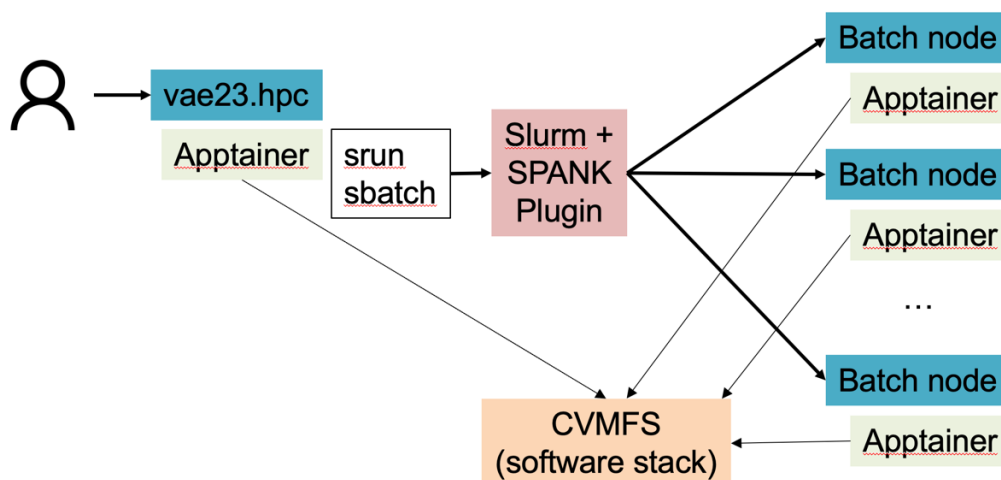 vae23.hpc
Apptainer
srun
sbatch
Slurm +
SPANK
Plugin
Batch node
Apptainer
Batch node
Apptainer
...
Batch node
Apptainer
CVMFS
(software stack)